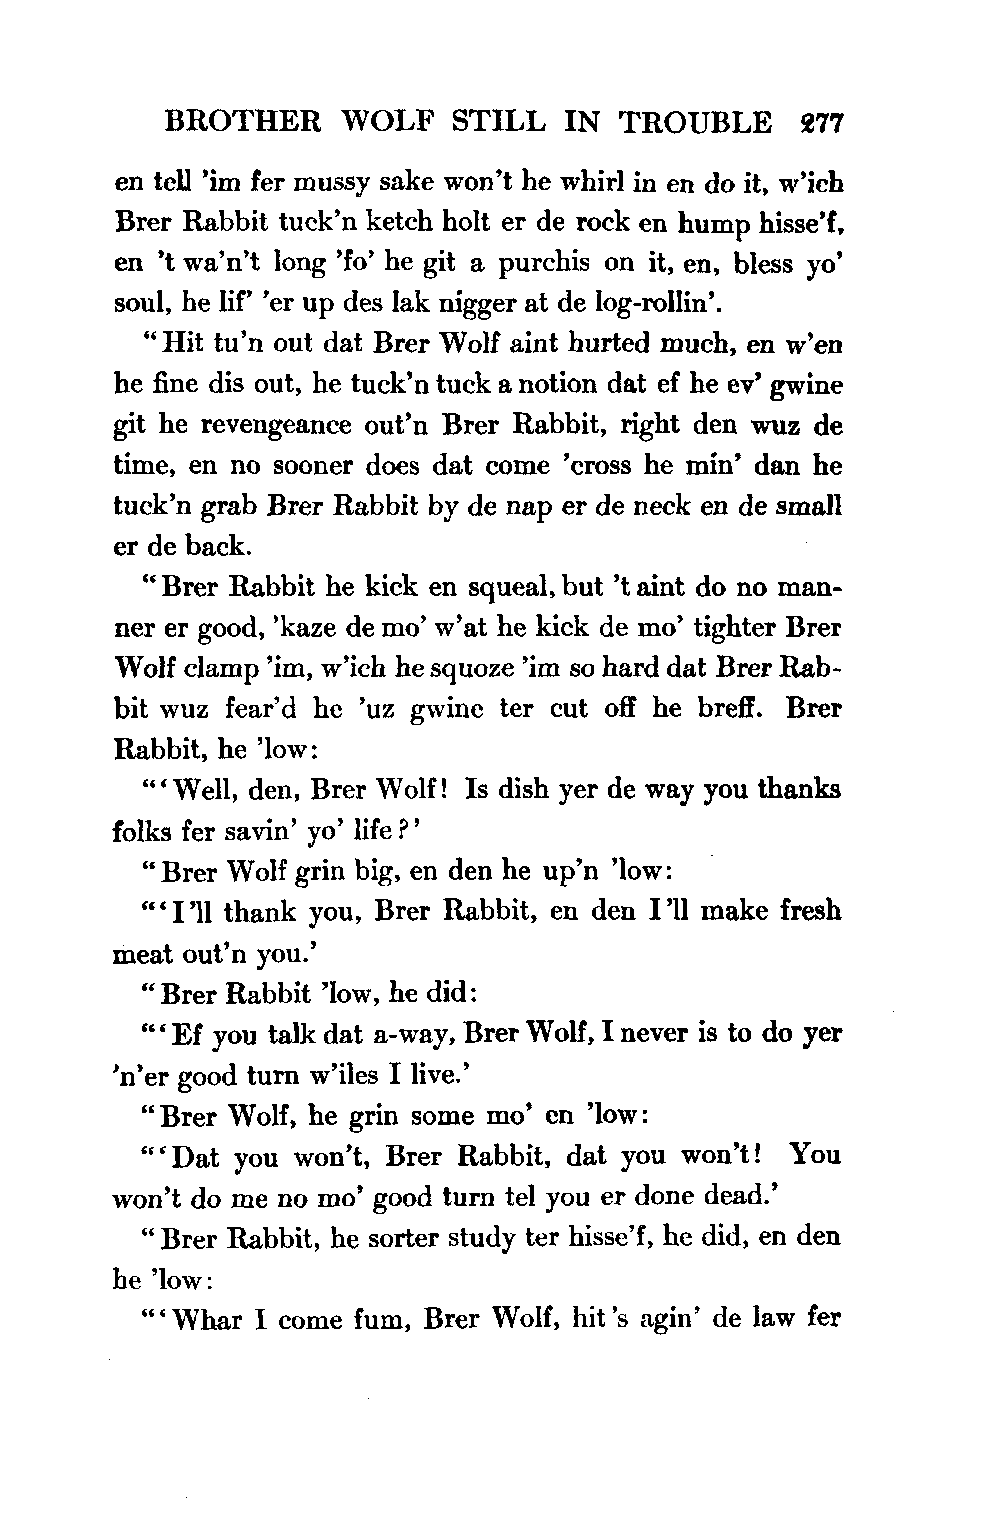 BROTHER WOLF STILL IN TROUBLE 277
en tell 'im fer mussy sake won't he whirl in en do it, w'ich
Brer Rabbit tuck'n ketch holt er de rock en hump hisse'f,
en 't wa'n't long 'fo' he git a purchis on it, en, bless yo'
soul, he lif' 'er up des lak nigger at de log-rollin'.
"Hit tu'n out dat Brer Wolf aint hurted much, en w'en
he fine dis out, he tuck'n tuck a notion dat ef he ev' gwine
git he revengeance out'n Brer Rabbit, right den wuz de
time, en no sooner does dat come 'cross he min' dan he
tuck'n grab Brer Rabbit by de nap er de neck en de small
er de back.
"Brer Rabbit he kick en squeal, but 't aint do no man-
ner er good, 'kaze de mo' w'at he kick de mo' tighter Brer
Wolf clamp 'im, w'ich he squoze 'im so hard dat Brer Rab-
bit wuz fear'd he 'uz gwine ter cut off he breff. Brer
Rabbit, he 'low:
"'Well, den, Brer Wolf! Is dish yer de way you thanks
folks fer savin' yo' life?'
"Brer Wolf grin big, en den he up'n 'low:
"'I'll thank you, Brer Rabbit, en den I'll make fresh
meat out'n you.'
"Brer Rabbit 'low, he did:
"'Ef you talk dat a-way, Brer Wolf, I never is to do yer
'n'er good turn w'iles I live.'
"Brer Wolf, he grin some mo' en 'low:
"'Dat you won't, Brer Rabbit, dat you won't! You
won't do me no mo' good turn tel you er done dead.'
"Brer Rabbit, he sorter study ter hisse'f, he did, en den
he 'low:
"'Whar I come fum, Brer Wolf, hit's agin' de law fer